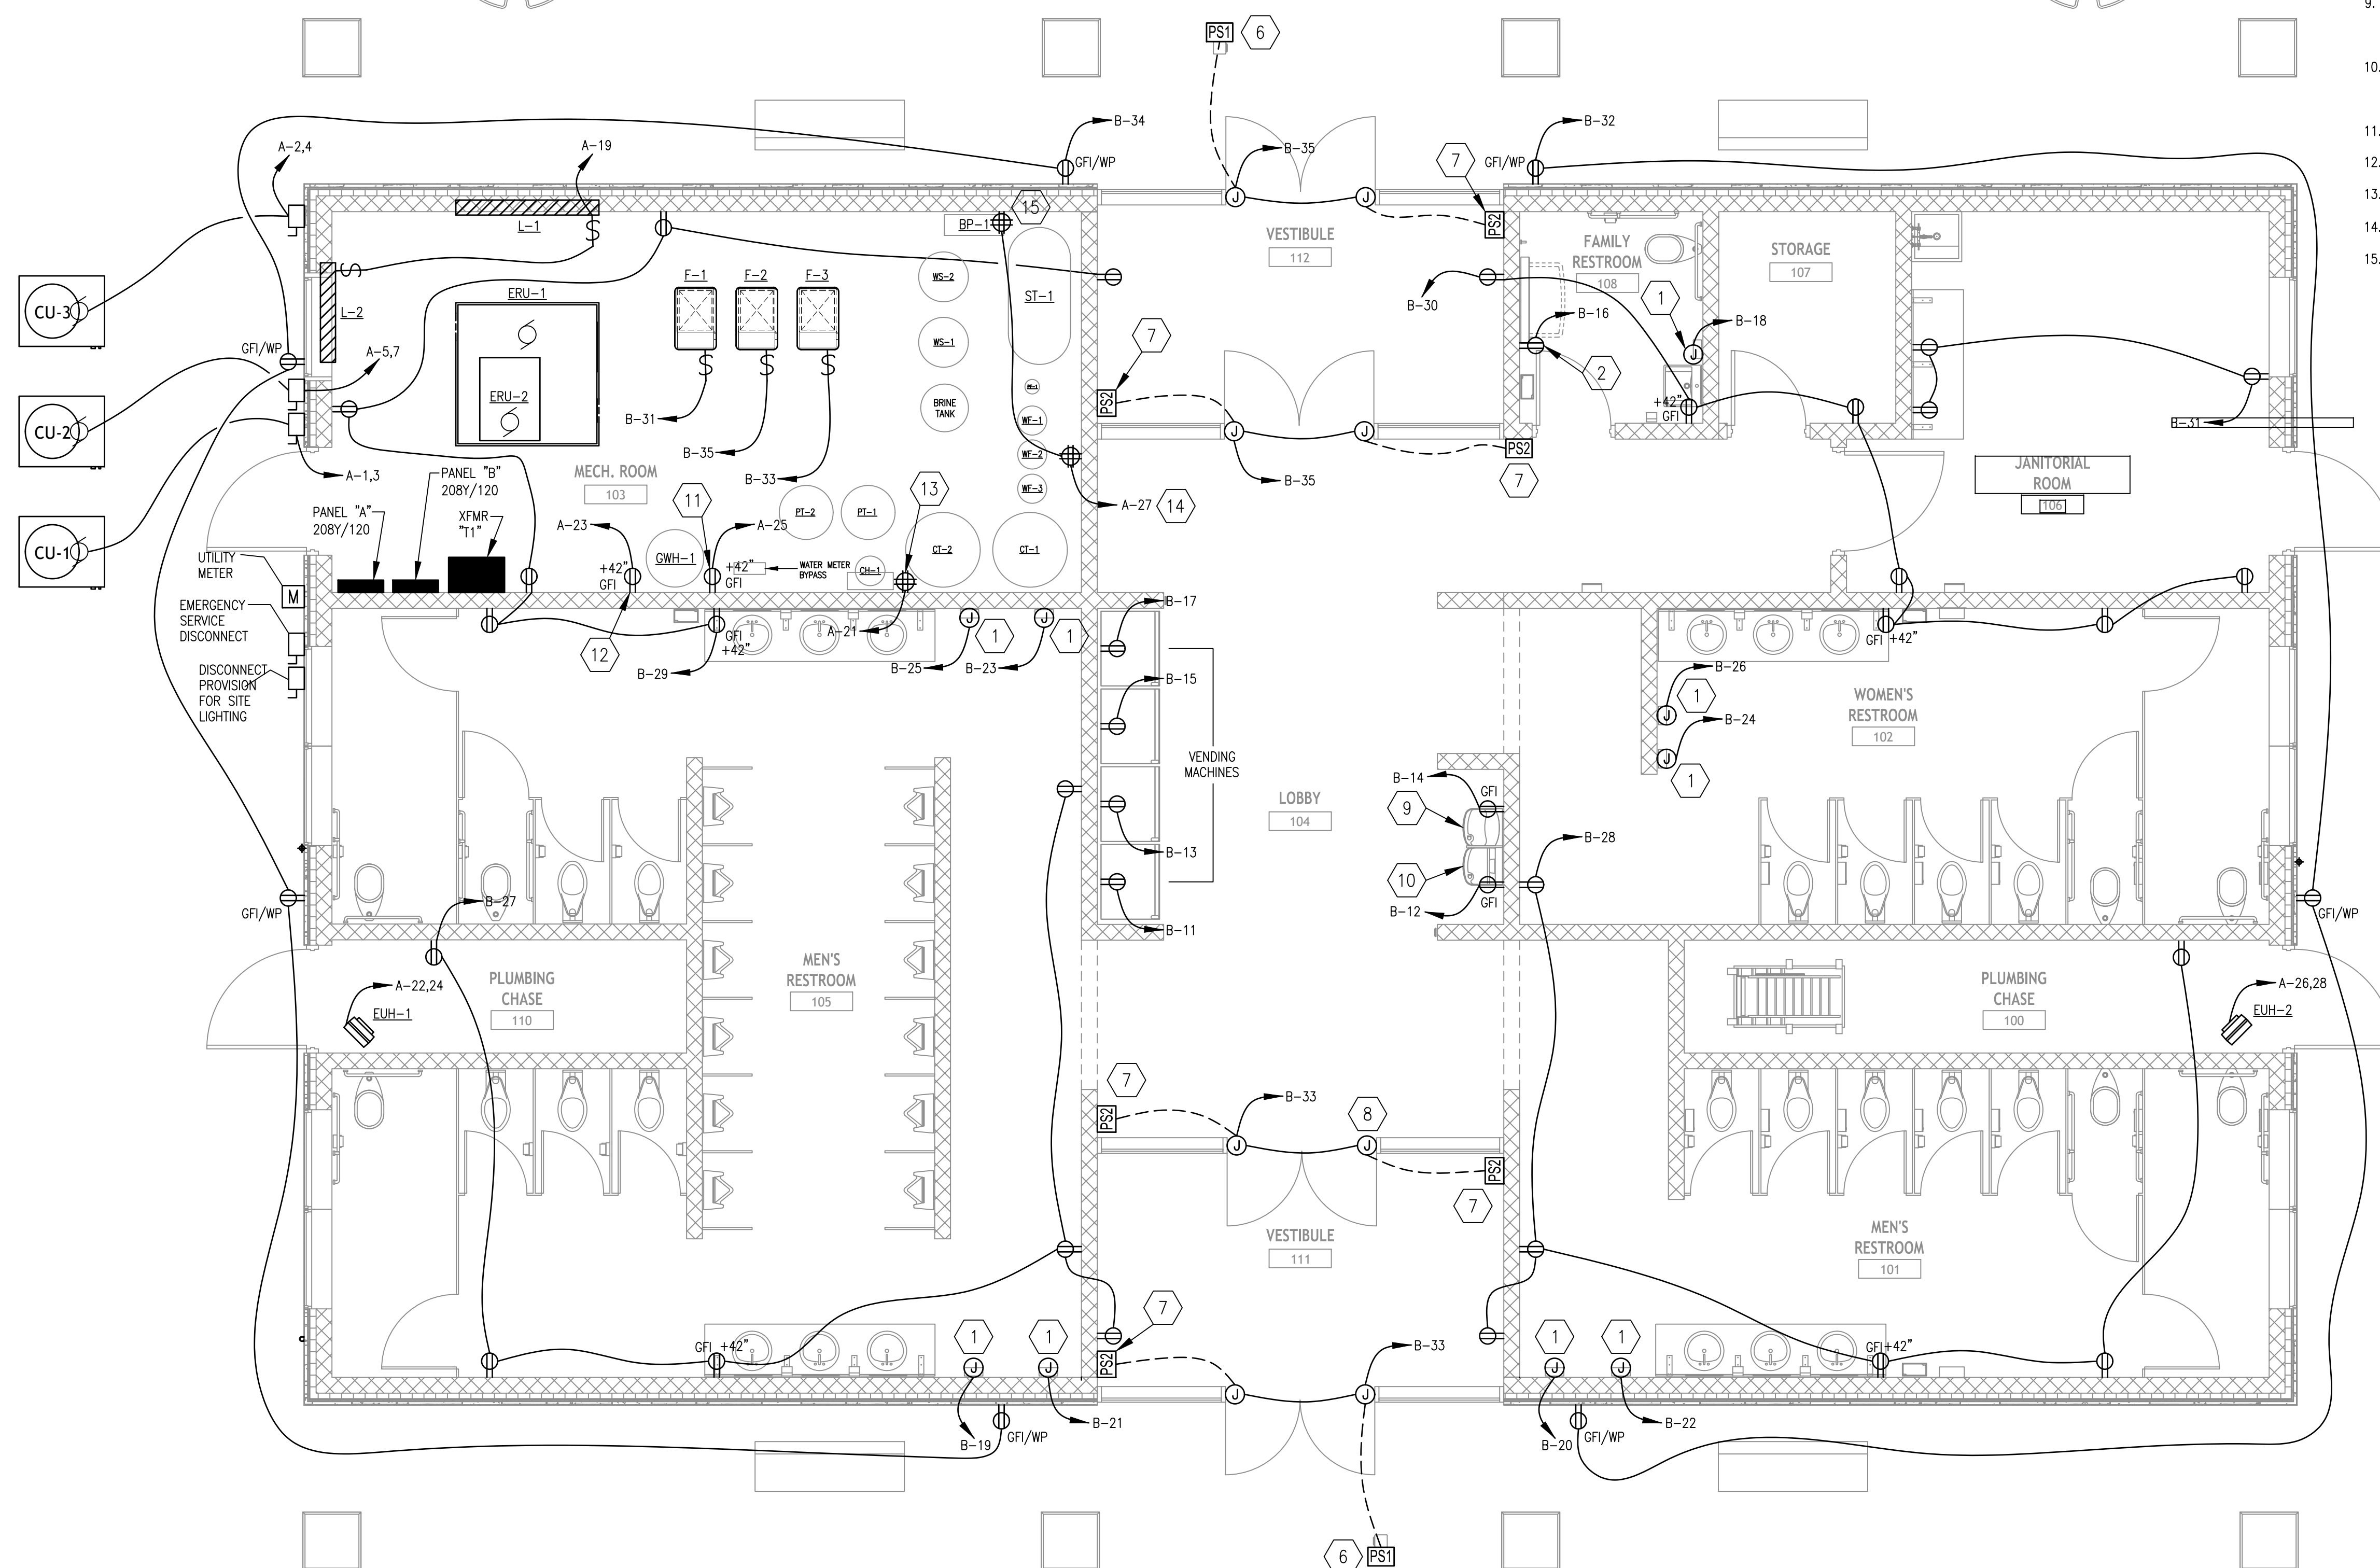 9.
10.
11.
12.
13.
14.
15.
PS1
6
B-34
GFI/WP
B-35
7
PS2
J
J
B-32
GFI/WP
A-2,4
A-19
L-1
L-2
BP-1
15
VESTIBULE
112
FAMILY
RESTROOM
108
STORAGE
107
CU-3
GFI/WP
A-5,7
ERU-1
ERU-2
F-1
F-2
F-3
WS-2
ST-1
WS-1
BRINE
TANK
WF-1
WF-2
WF-3
B-31
B-35
B-33
7
PS2
J
J
B-35
PS2
7
B-30
B-16
2
1
B-18
J
+42"
GFI
B-31
JANITORIAL
ROOM
106
CU-2
A-1,3
MECH. ROOM
103
PANEL "B"
208Y/120
PANEL "A"
208Y/120
XFMR
"T1"
A-23
11
A-25
PT-2
PT-1
13
A-27
14
CU-1
UTILITY
METER
M
+42"
GFI
GWH-1
+42"
GFI
WATER METER
BYPASS
CH-1
CT-2
CT-1
EMERGENCY
SERVICE
DISCONNECT
DISCONNECT
PROVISION
FOR SITE
LIGHTING
12
GFI
+42"
A-21
B-29
J
1
B-25
J
1
B-23
B-17
B-15
B-13
B-11
VENDING
MACHINES
GFI
+42"
B-26
1
J
B-24
J
1
WOMEN'S
RESTROOM
102
LOBBY
104
B-14
GFI
9
10
B-12
GFI
B-28
GFI/WP
GFI/WP
B-27
A-22,24
EUH-1
PLUMBING
CHASE
110
MEN'S
RESTROOM
105
PLUMBING
CHASE
100
A-26,28
EUH-2
7
PS2
J
B-33
8
J
PS2
7
VESTIBULE
111
MEN'S
RESTROOM
101
GFI
+42"
1
J
B-19
1
J
B-21
GFI/WP
7
PS2
J
J
B-33
1
J
B-20
1
J
B-22
GFI/WP
GFI
+42"
6
PS1